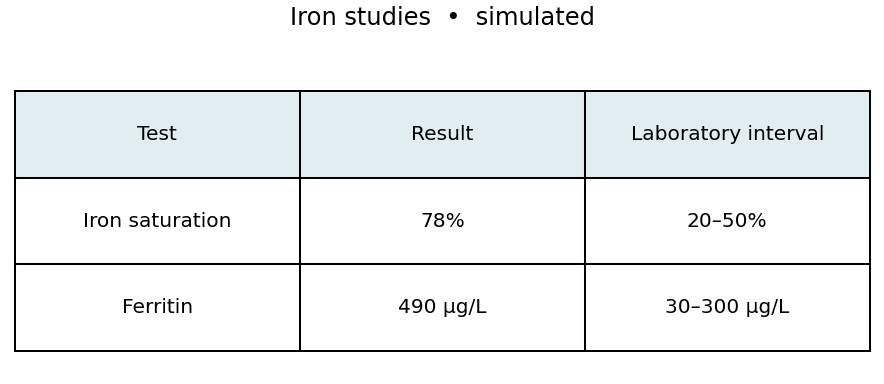 Iron studies • simulated
Test Result Laboratory interval
Iron saturation 78% 20–50%
Ferritin 490 µg/L 30–300 µg/L